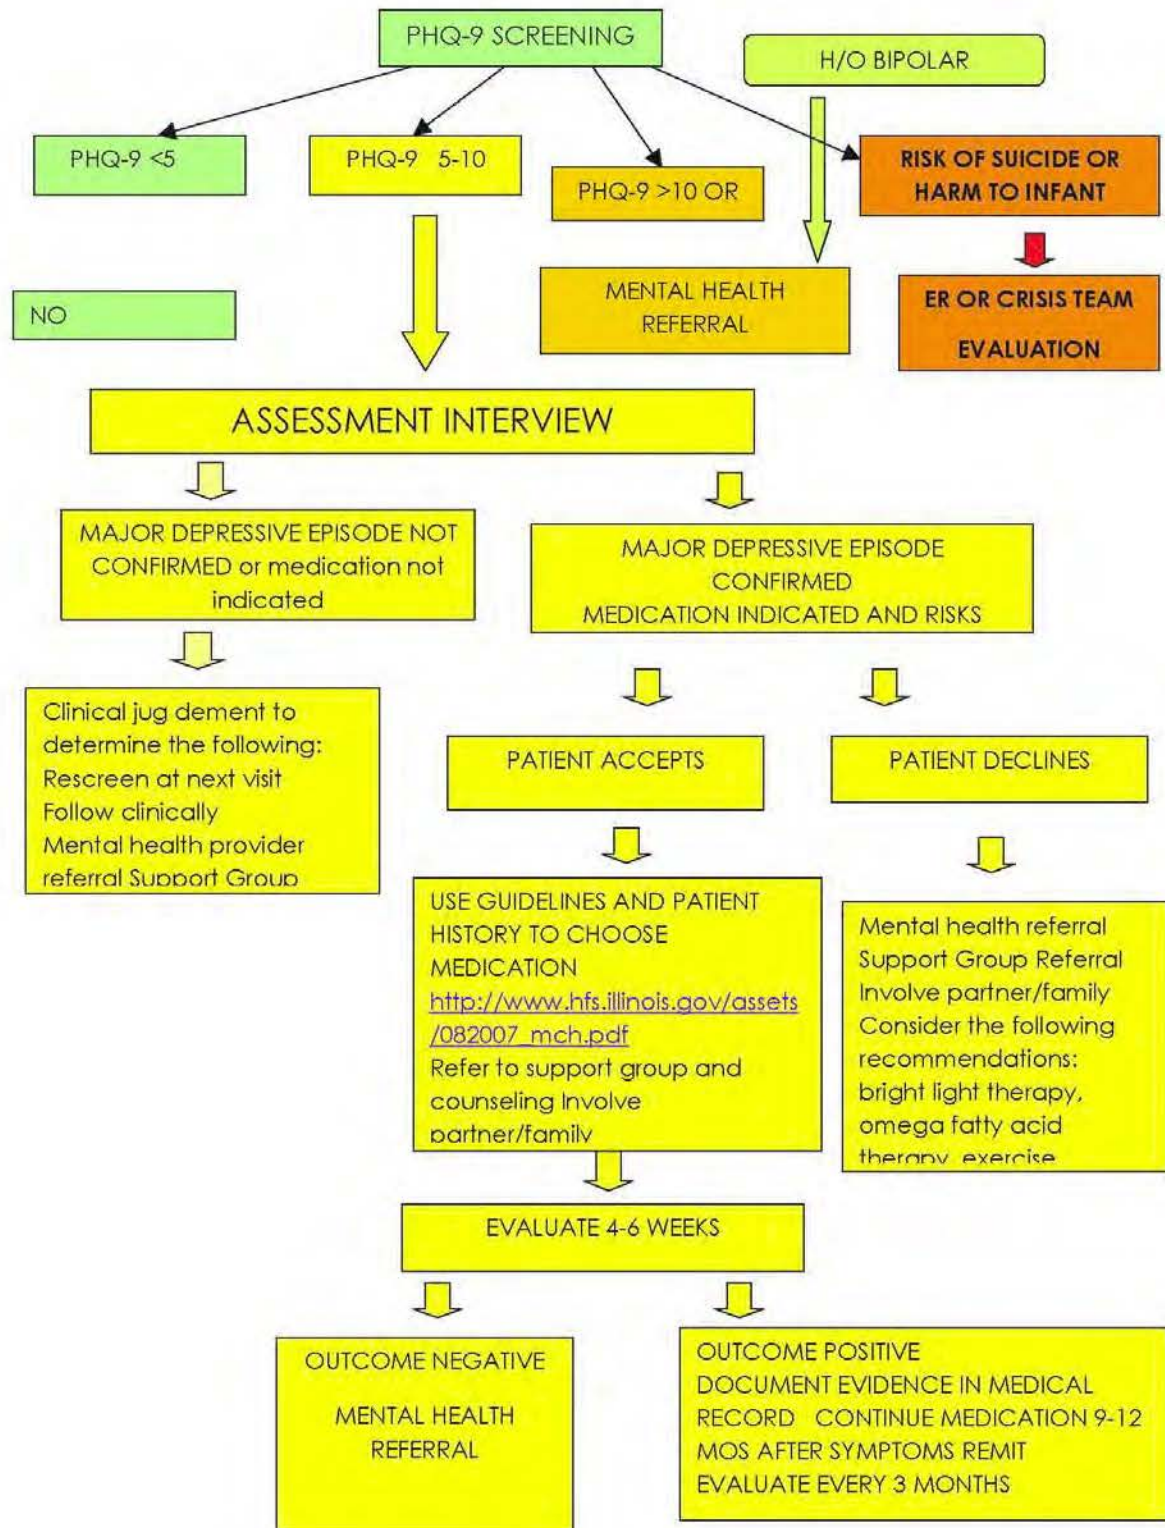 PHQ-9 SCREENING
H/O BIPOLAR
PHQ-9 <5
PHQ-9 5-10
PHQ-9 >10 OR
RISK OF SUICIDE OR
HARM TO INFANT
NO
MENTAL HEALTH
REFERRAL
ER OR CRISIS TEAM
EVALUATION
ASSESSMENT INTERVIEW
MAJOR DEPRESSIVE EPISODE NOT
CONFIRMED or medication not
indicated
MAJOR DEPRESSIVE EPISODE
CONFIRMED
MEDICATION INDICATED AND RISKS
Clinical jug dement to
determine the following:
Rescreen at next visit
Follow clinically
Mental health provider
referral Support Group
PATIENT ACCEPTS
PATIENT DECLINES
USE GUIDELINES AND PATIENT
HISTORY TO CHOOSE
MEDICATION
http://www.hfs.illinois.gov/assets
/082007_mch.pdf
Refer to support group and
counseling Involve
partner/family
Mental health referral
Support Group Referral
Involve partner/family
Consider the following
recommendations:
bright light therapy,
omega fatty acid
therapy, exercise
EVALUATE 4-6 WEEKS
OUTCOME NEGATIVE
MENTAL HEALTH
REFERRAL
OUTCOME POSITIVE
DOCUMENT EVIDENCE IN MEDICAL
RECORD CONTINUE MEDICATION 9-12
MOS AFTER SYMPTOMS REMIT
EVALUATE EVERY 3 MONTHS